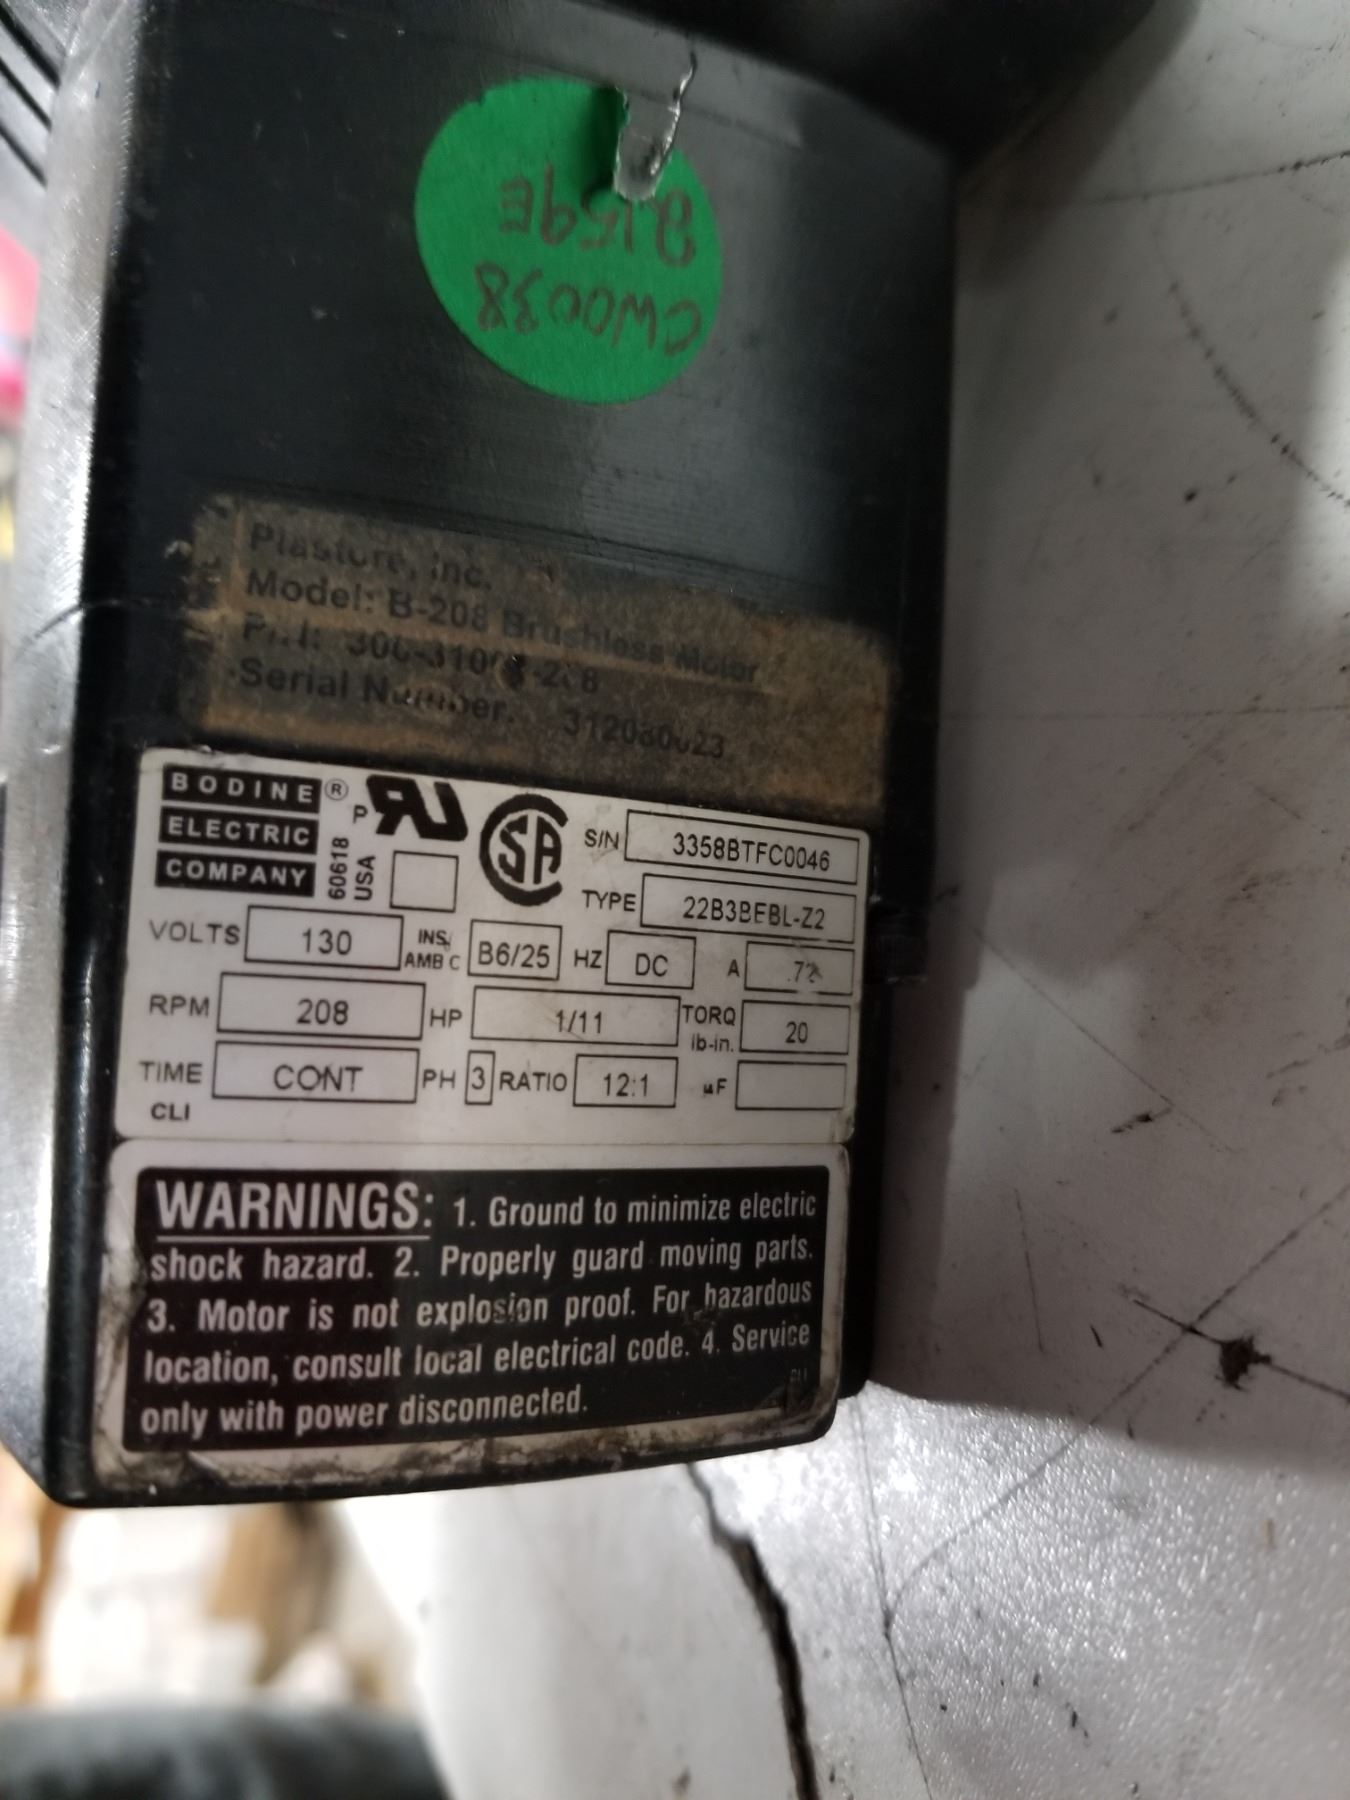 CW0038
2159E
Plastore, Inc.
Model: B-208 Brushless Motor
Serial Number:
BODINE ®
ELECTRIC
COMPANY
P
60618
USA
S/N 3358BTFC0046
TYPE 22B3BEBL-Z2
VOLTS 130 INS. AMB C B6/25 HZ DC A
RPM 208 HP 1/11 TORQ lb-in. 20
TIME CONT PH 3 RATIO 12:1 µF
CLI
WARNINGS: 1. Ground to minimize electric
shock hazard. 2. Properly guard moving parts.
3. Motor is not explosion proof. For hazardous
location, consult local electrical code. 4. Service
only with power disconnected.